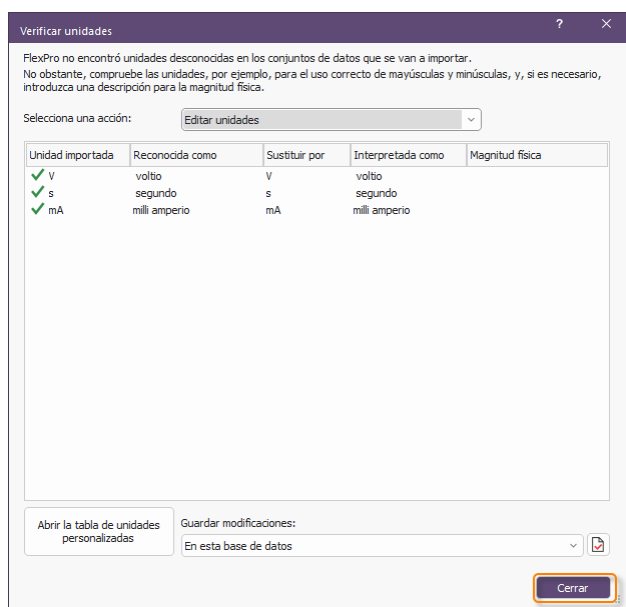 Verificar unidades
FlexPro no encontró unidades desconocidas en los conjuntos de datos que se van a importar.
No obstante, compruebe las unidades, por ejemplo, para el uso correcto de mayúsculas y minúsculas, y, si es necesario,
introduzca una descripción para la magnitud física.
Selecciona una acción: Editar unidades
Unidad importada Reconocida como Sustituir por Interpretada como Magnitud física
V voltio V voltio
s segundo s segundo
mA milli amperio mA milli amperio
Abrir la tabla de unidades
personalizadas
Guardar modificaciones:
En esta base de datos
Cerrar